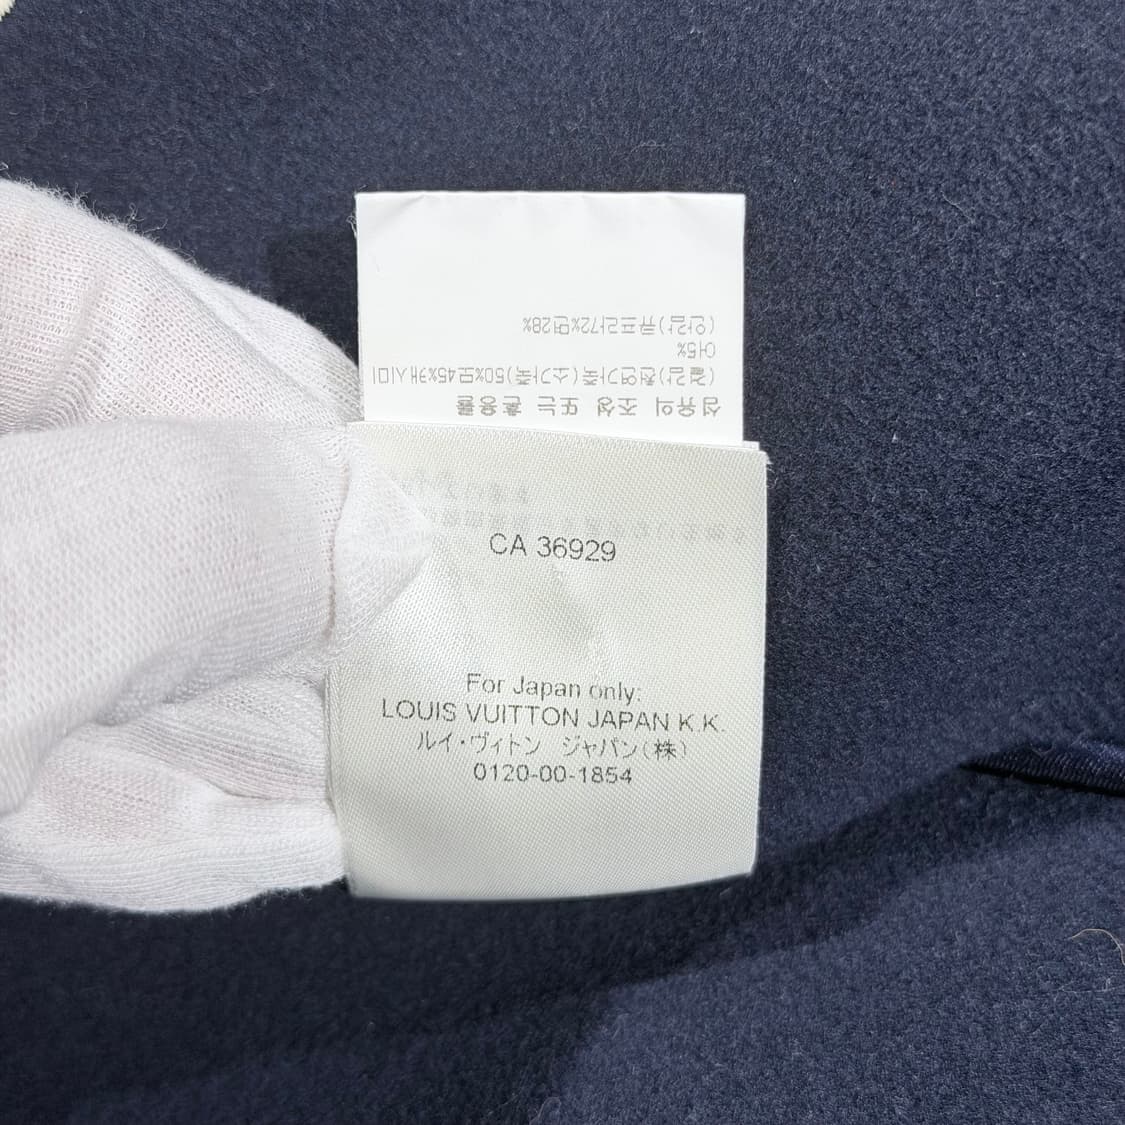 섬유의 조성 또는 혼용률
(겉감)천연가죽(소가죽)50%모45%캐시미
어5%
(안감)큐프라72%면28%
CA 36929
For Japan only:
LOUIS VUITTON JAPAN K.K.
ルイ・ヴィトン ジャパン(株)
0120-00-1854